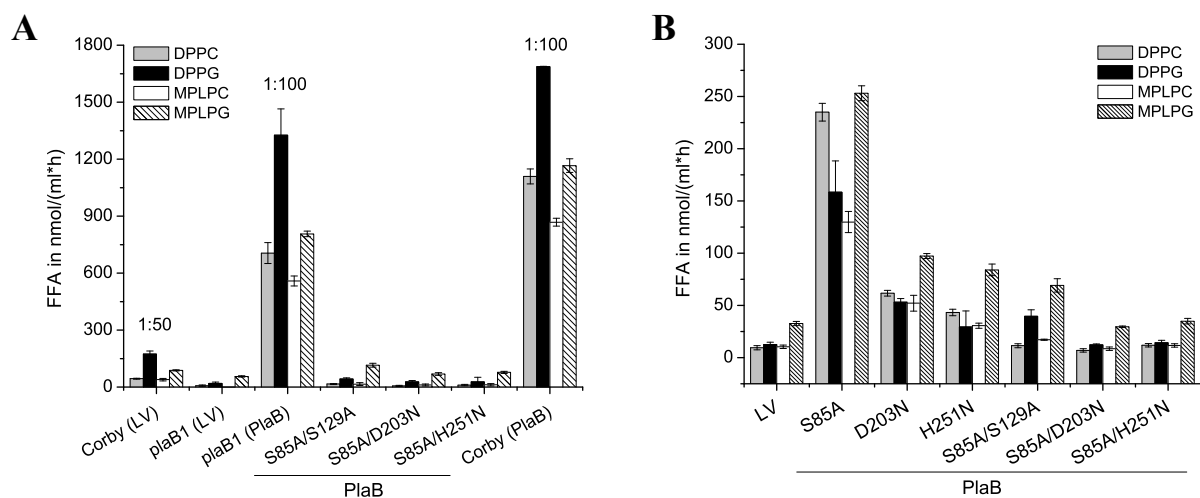 A
1800
1500
1200
900
600
300
0
FFA in nmol/(ml*h)
DPPC
DPPG
MPLPC
MPLPG
1:50
1:100
1:100
Corby (LV)
plaB1 (LV)
plaB1 (PlaB)
S85A/S129A
S85A/D203N
S85A/H251N
Corby (PlaB)
PlaB
B
300
250
200
150
100
50
0
FFA in nmol/(ml*h)
DPPC
DPPG
MPLPC
MPLPG
LV
S85A
D203N
H251N
S85A/S129A
S85A/D203N
S85A/H251N
PlaB